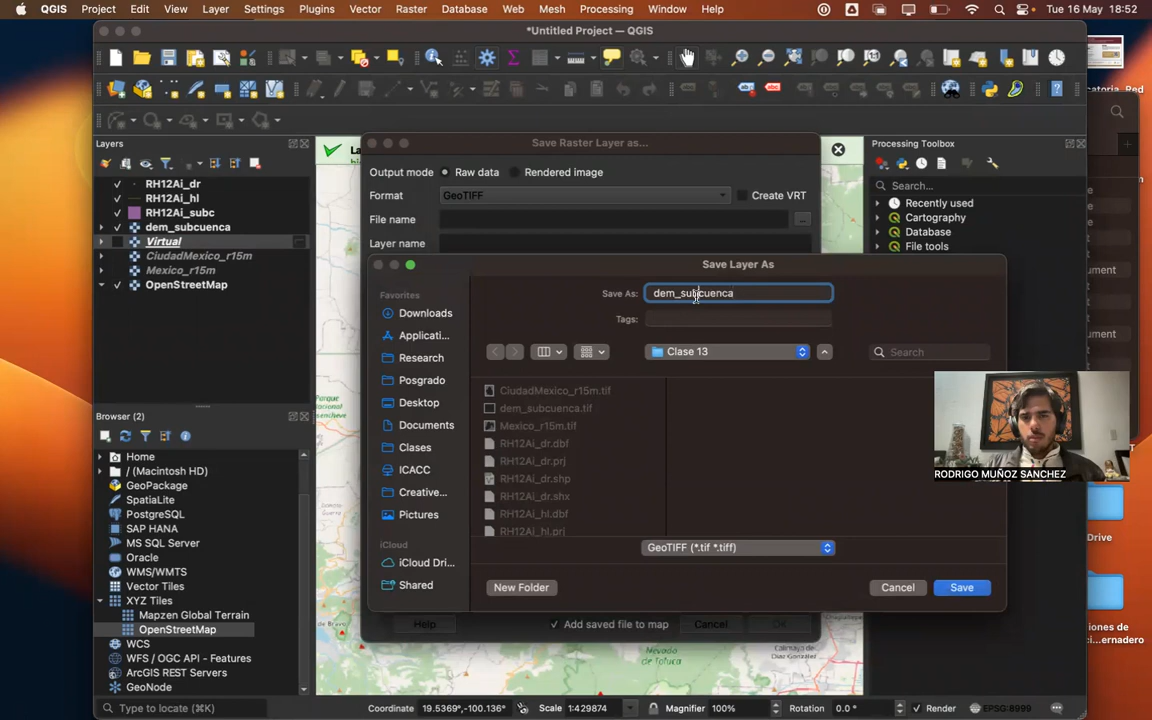 QGIS Project Edit View Layer Settings Plugins Vector Raster Database Web Mesh Processing Window Help Tue 16 May 18:52
*Untitled Project — QGIS
Layers
RH12Ai_dr
RH12Ai_hl
RH12Ai_subc
dem_subcuenca
Virtual
CiudadMexico_r15m
Mexico_r15m
OpenStreetMap
Browser (2)
Home
/ (Macintosh HD)
GeoPackage
SpatiaLite
PostgreSQL
SAP HANA
MS SQL Server
Oracle
WMS/WMTS
Vector Tiles
XYZ Tiles
Mapzen Global Terrain
OpenStreetMap
WCS
WFS / OGC API - Features
ArcGIS REST Servers
GeoNode
Save Raster Layer as...
Output mode Raw data Rendered image
Format GeoTIFF Create VRT
File name ...
Layer name
Save Layer As
Save As: dem_subcuenca
Tags:
Clase 13
Search
Favorites
Downloads
Applicati...
Research
Posgrado
Desktop
Documents
Clases
ICACC
Creative...
Pictures
iCloud
iCloud Dri...
Shared
CiudadMexico_r15m.tif
dem_subcuenca.tif
Mexico_r15m.tif
RH12Ai_dr.dbf
RH12Ai_dr.prj
RH12Ai_dr.shp
RH12Ai_dr.shx
RH12Ai_hl.dbf
RH12Ai_hl.prj
GeoTIFF (*.tif *.tiff)
New Folder Cancel Save
Help Add saved file to map Cancel OK
Nevado
de Toluca
Parque
Nacional
Processing Toolbox
Search...
Recently used
Cartography
Database
File tools
RODRIGO MUÑOZ SANCHEZ
Drive
Type to locate (⌘K) Coordinate 19.5369°,-100.136° Scale 1:429874 Magnifier 100% Rotation 0.0 ° Render EPSG:8999